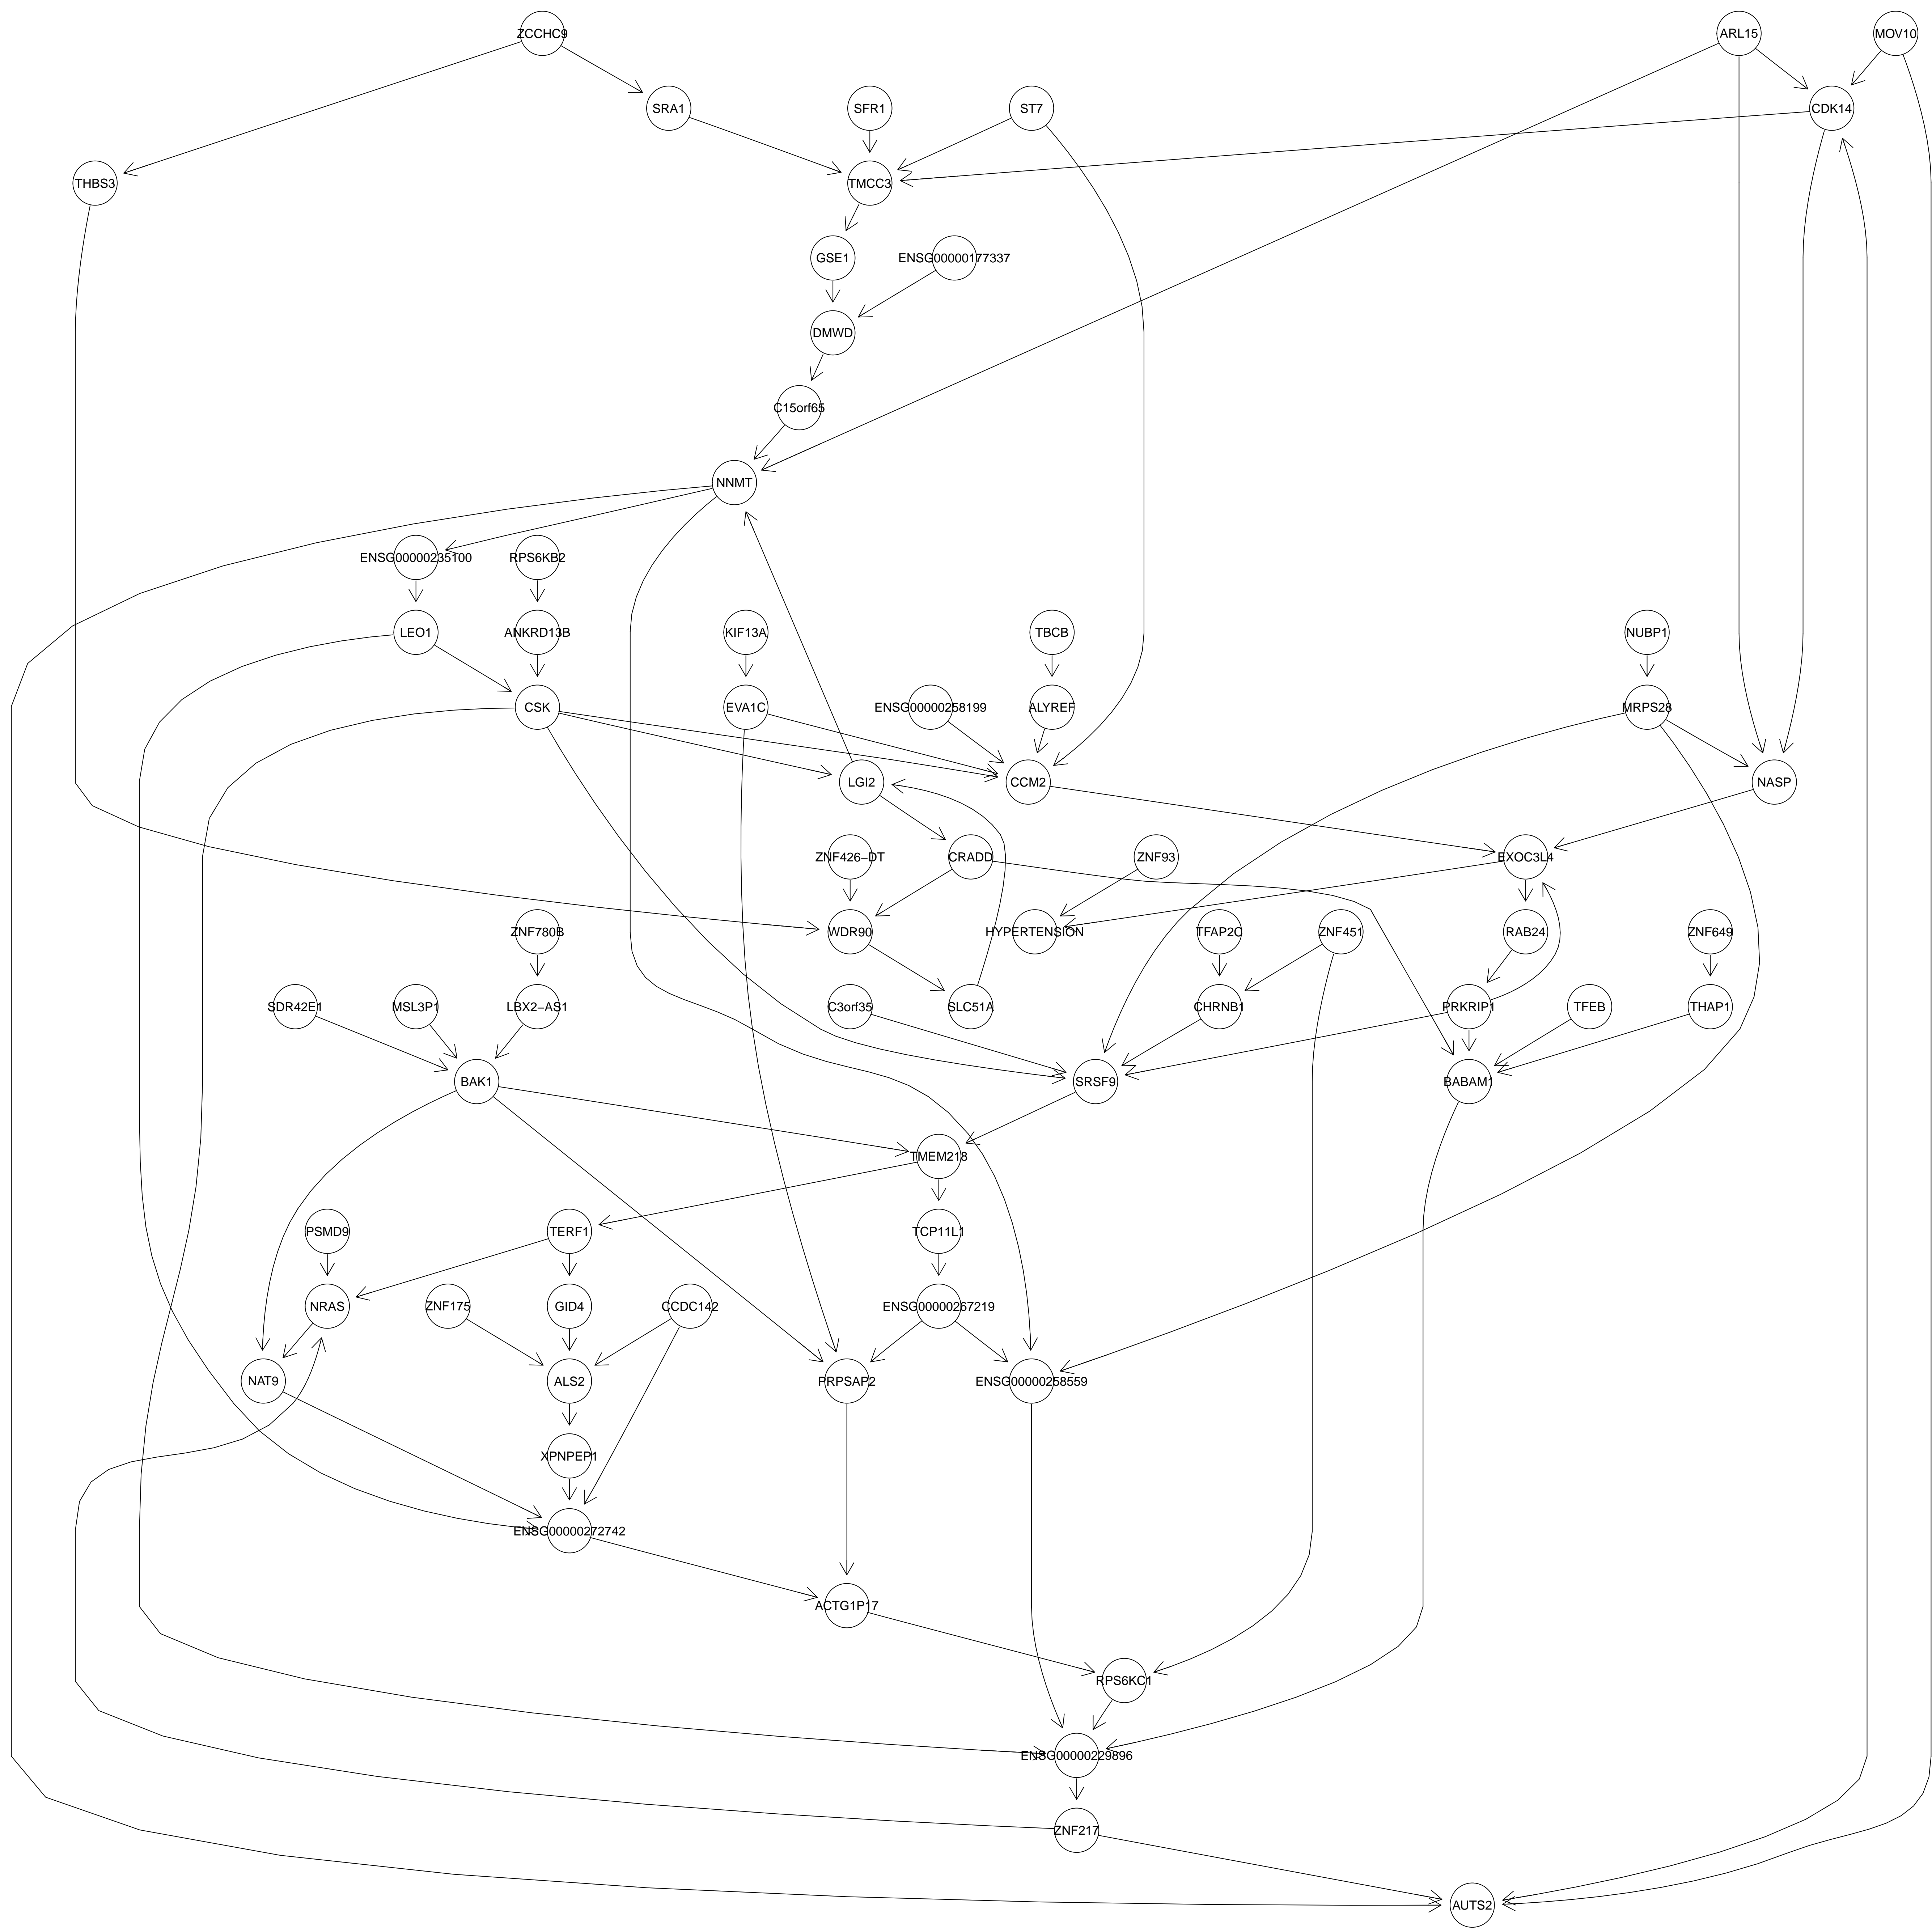 ZCCHC9
ARL15
MOV10
SRA1
SFR1
ST7
CDK14
THBS3
TMCC3
GSE1
ENSG00000177337
DMWD
C15orf65
NNMT
ENSG00000235100
RPS6KB2
LEO1
ANKRD13B
KIF13A
TBCB
NUBP1
CSK
EVA1C
ENSG00000258199
ALYREF
MRPS28
LGI2
CCM2
NASP
ZNF426−DT
CRADD
ZNF93
EXOC3L4
ZNF780B
WDR90
HYPERTENSION
TFAP2C
ZNF451
RAB24
ZNF649
SDR42E1
MSL3P1
LBX2−AS1
C3orf35
SLC51A
CHRNB1
PRKRIP1
TFEB
THAP1
BAK1
SRSF9
BABAM1
TMEM218
PSMD9
TERF1
TCP11L1
NRAS
ZNF175
GID4
CCDC142
ENSG00000267219
NAT9
ALS2
PRPSAP2
ENSG00000258559
XPNPEP1
ENSG00000272742
ACTG1P17
RPS6KC1
ENSG00000229896
ZNF217
AUTS2